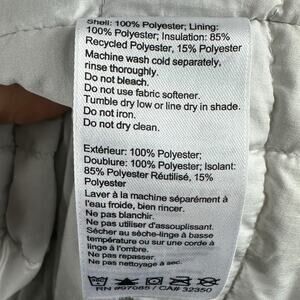 Shell: 100% Polyester; Lining:
100% Polyester; Insulation: 85%
Recycled Polyester, 15% Polyester
Machine wash cold separately,
rinse thoroughly.
Do not bleach.
Do not use fabric softener.
Tumble dry low or line dry in shade.
Do not iron.
Do not dry clean.
Extérieur: 100% Polyester;
Doublure: 100% Polyester; Isolant:
85% Polyester Réutilisé, 15%
Polyester
Laver à la machine séparément à
l'eau froide, bien rincer.
Ne pas blanchir.
Ne pas utiliser d'assouplissant.
Sécher au sèche-linge à basse
température ou sur une corde à
linge à l'ombre.
Ne pas repasser.
Ne pas nettoyage à sec.
RN #97085 / CA# 32350